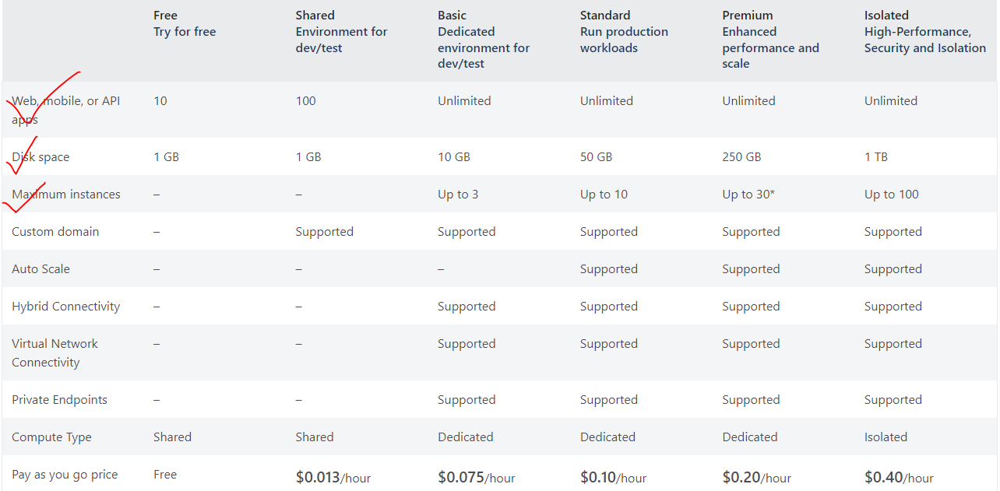 Free Shared Basic Standard Premium Isolated
Try for free Environment for Dedicated Run production Enhanced High-Performance,
dev/test environment for workloads performance and Security and Isolation
dev/test scale
Web, mobile, or API 10 100 Unlimited Unlimited Unlimited Unlimited
apps
Disk space 1 GB 1 GB 10 GB 50 GB 250 GB 1 TB
Maximum instances – – Up to 3 Up to 10 Up to 30* Up to 100
Custom domain – Supported Supported Supported Supported Supported
Auto Scale – – – Supported Supported Supported
Hybrid Connectivity – – Supported Supported Supported Supported
Virtual Network – – Supported Supported Supported Supported
Connectivity
Private Endpoints – – Supported Supported Supported Supported
Compute Type Shared Shared Dedicated Dedicated Dedicated Isolated
Pay as you go price Free $0.013/hour $0.075/hour $0.10/hour $0.20/hour $0.40/hour